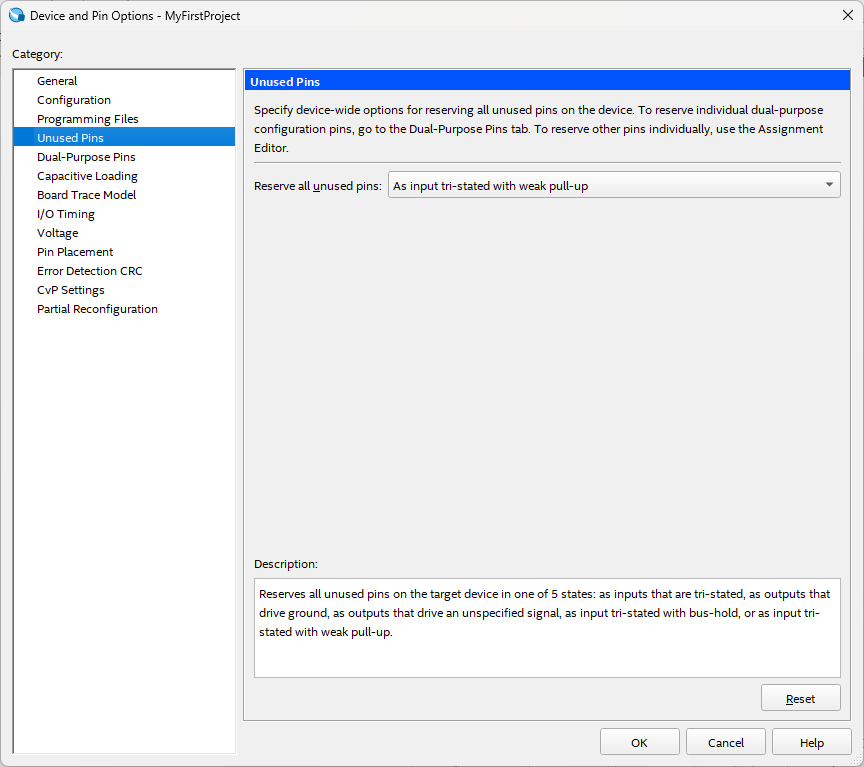 Device and Pin Options - MyFirstProject
Category:
General
Configuration
Programming Files
Unused Pins
Dual-Purpose Pins
Capacitive Loading
Board Trace Model
I/O Timing
Voltage
Pin Placement
Error Detection CRC
CvP Settings
Partial Reconfiguration
Unused Pins
Specify device-wide options for reserving all unused pins on the device. To reserve individual dual-purpose
configuration pins, go to the Dual-Purpose Pins tab. To reserve other pins individually, use the Assignment
Editor.
Reserve all unused pins: As input tri-stated with weak pull-up
Description:
Reserves all unused pins on the target device in one of 5 states: as inputs that are tri-stated, as outputs that
drive ground, as outputs that drive an unspecified signal, as input tri-stated with bus-hold, or as input tri-
stated with weak pull-up.
Reset
OK Cancel Help